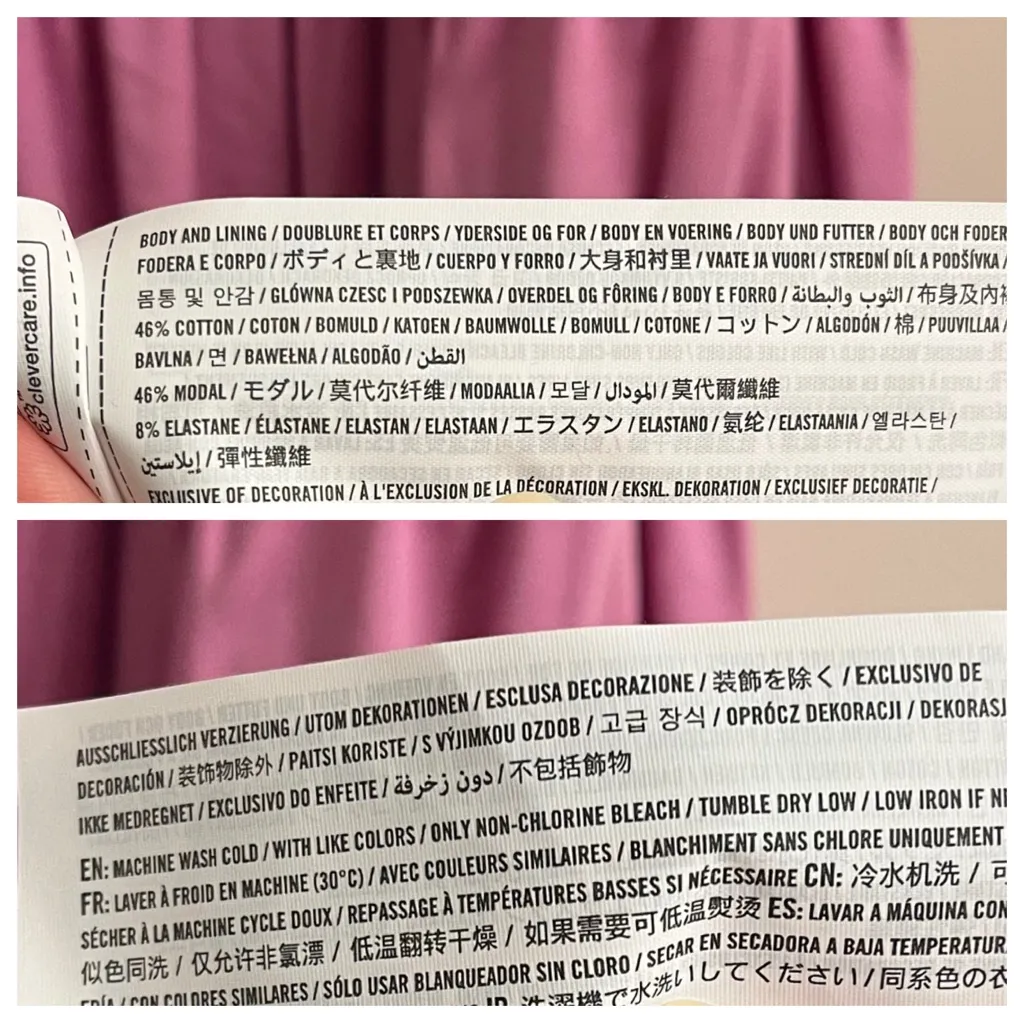 clevercare.info
BODY AND LINING / DOUBLURE ET CORPS / YDERSIDE OG FOR / BODY EN VOERING / BODY UND FUTTER / BODY OCH FODER
FODERA E CORPO / ボディと裏地 / CUERPO Y FORRO / 大身和衬里 / VAATE JA VUORI / STREDNÍ DÍL A PODŠÍVKA /
몸통 및 안감 / GLÓWNA CZESC I PODSZEWKA / OVERDEL OG FÔRING / BODY E FORRO / الثوب والبطانة / 布身及內
46% COTTON / COTON / BOMULD / KATOEN / BAUMWOLLE / BOMULL / COTONE / コットン / ALGODÓN / 棉 / PUUVILLAA /
BAVLNA / 면 / BAWEŁNA / ALGODÃO / القطن
46% MODAL / モダル / 莫代尔纤维 / MODAALIA / 모달 / المودال / 莫代爾纖維
8% ELASTANE / ÉLASTANE / ELASTAN / ELASTAAN / エラスタン / ELASTANO / 氨纶 / ELASTAANIA / 엘라스탄 /
إيلاستين / 彈性纖維
EXCLUSIVE OF DECORATION / À L'EXCLUSION DE LA DÉCORATION / EKSKL. DEKORATION / EXCLUSIEF DECORATIE /
AUSSCHLIESSLICH VERZIERUNG / UTOM DEKORATIONEN / ESCLUSA DECORAZIONE / 装飾を除く / EXCLUSIVO DE
DECORACIÓN / 装饰物除外 / PAITSI KORISTE / S VÝJIMKOU OZDOB / 고급 장식 / OPRÓCZ DEKORACJI / DEKORASJ
IKKE MEDREGNET / EXCLUSIVO DO ENFEITE / دون زخرفة / 不包括飾物
EN: MACHINE WASH COLD / WITH LIKE COLORS / ONLY NON-CHLORINE BLEACH / TUMBLE DRY LOW / LOW IRON IF
FR: LAVER À FROID EN MACHINE (30°C) / AVEC COULEURS SIMILAIRES / BLANCHIMENT SANS CHLORE UNIQUEMENT
SÉCHER À LA MACHINE CYCLE DOUX / REPASSAGE À TEMPÉRATURES BASSES SI NÉCESSAIRE CN: 冷水机洗 / 可
似色同洗 / 仅允许非氯漂 / 低温翻转干燥 / 如果需要可低温熨烫 ES: LAVAR A MÁQUINA CON
FRÍA / CON COLORES SIMILARES / SÓLO USAR BLANQUEADOR SIN CLORO / SECAR EN SECADORA A BAJA TEMPERATUR
JP: 洗濯機で水洗いしてください / 同系色の衣